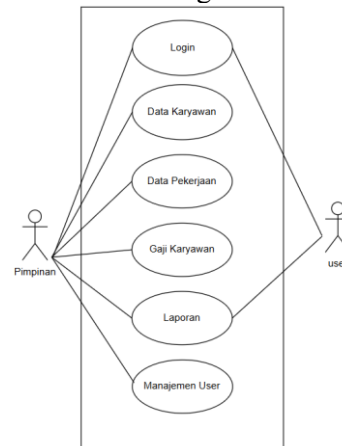 Login
Data Karyawan
Data Pekerjaan
Gaji Karyawan
Pimpinan
use
Laporan
Manajemen User